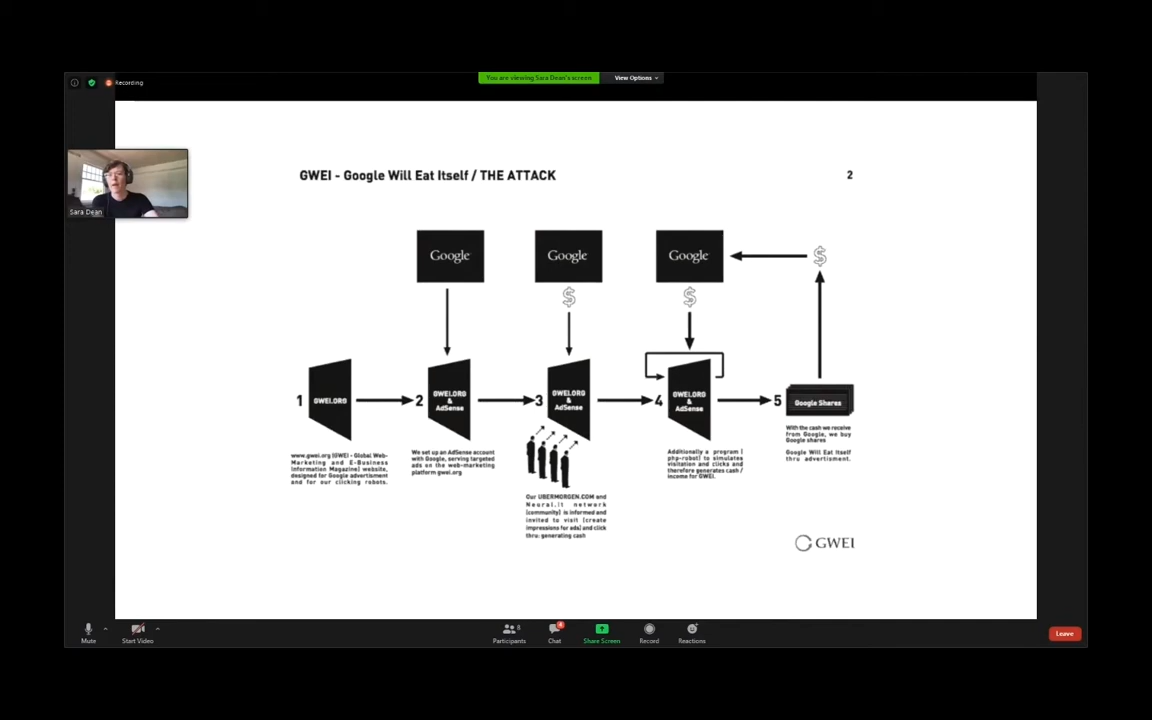 You are viewing Sara Dean's screen
View Options
Recording
Sara Dean
GWEI - Google Will Eat Itself / THE ATTACK
2
Google
Google
Google
$
$
$
1
GWEI.ORG
2
GWEI.ORG
&
AdSense
3
GWEI.ORG
&
AdSense
4
GWEI.ORG
&
AdSense
5
Google Shares
www.gwei.org (GWEI - Global Web-
Marketing and E-Business
Information Magazine) website,
designed for Google advertisment
and for our clicking robots.
We set up an AdSense account
with Google, serving targeted
ads on the web-marketing
platform gwei.org
Our UBERMORGEN.COM and
Neural.it network
[community] is informed and
invited to visit [create
impressions for ads] and click
thru: generating cash
Additionally a program [
php-robot] to simulates
visitation and clicks and
therefore generates cash /
income for GWEI.
With the cash we receive
from Google, we buy
Google shares
Google Will Eat Itself
thru advertisment.
GWEI
Mute
Start Video
Participants
8
Chat
4
Share Screen
Record
Reactions
Leave